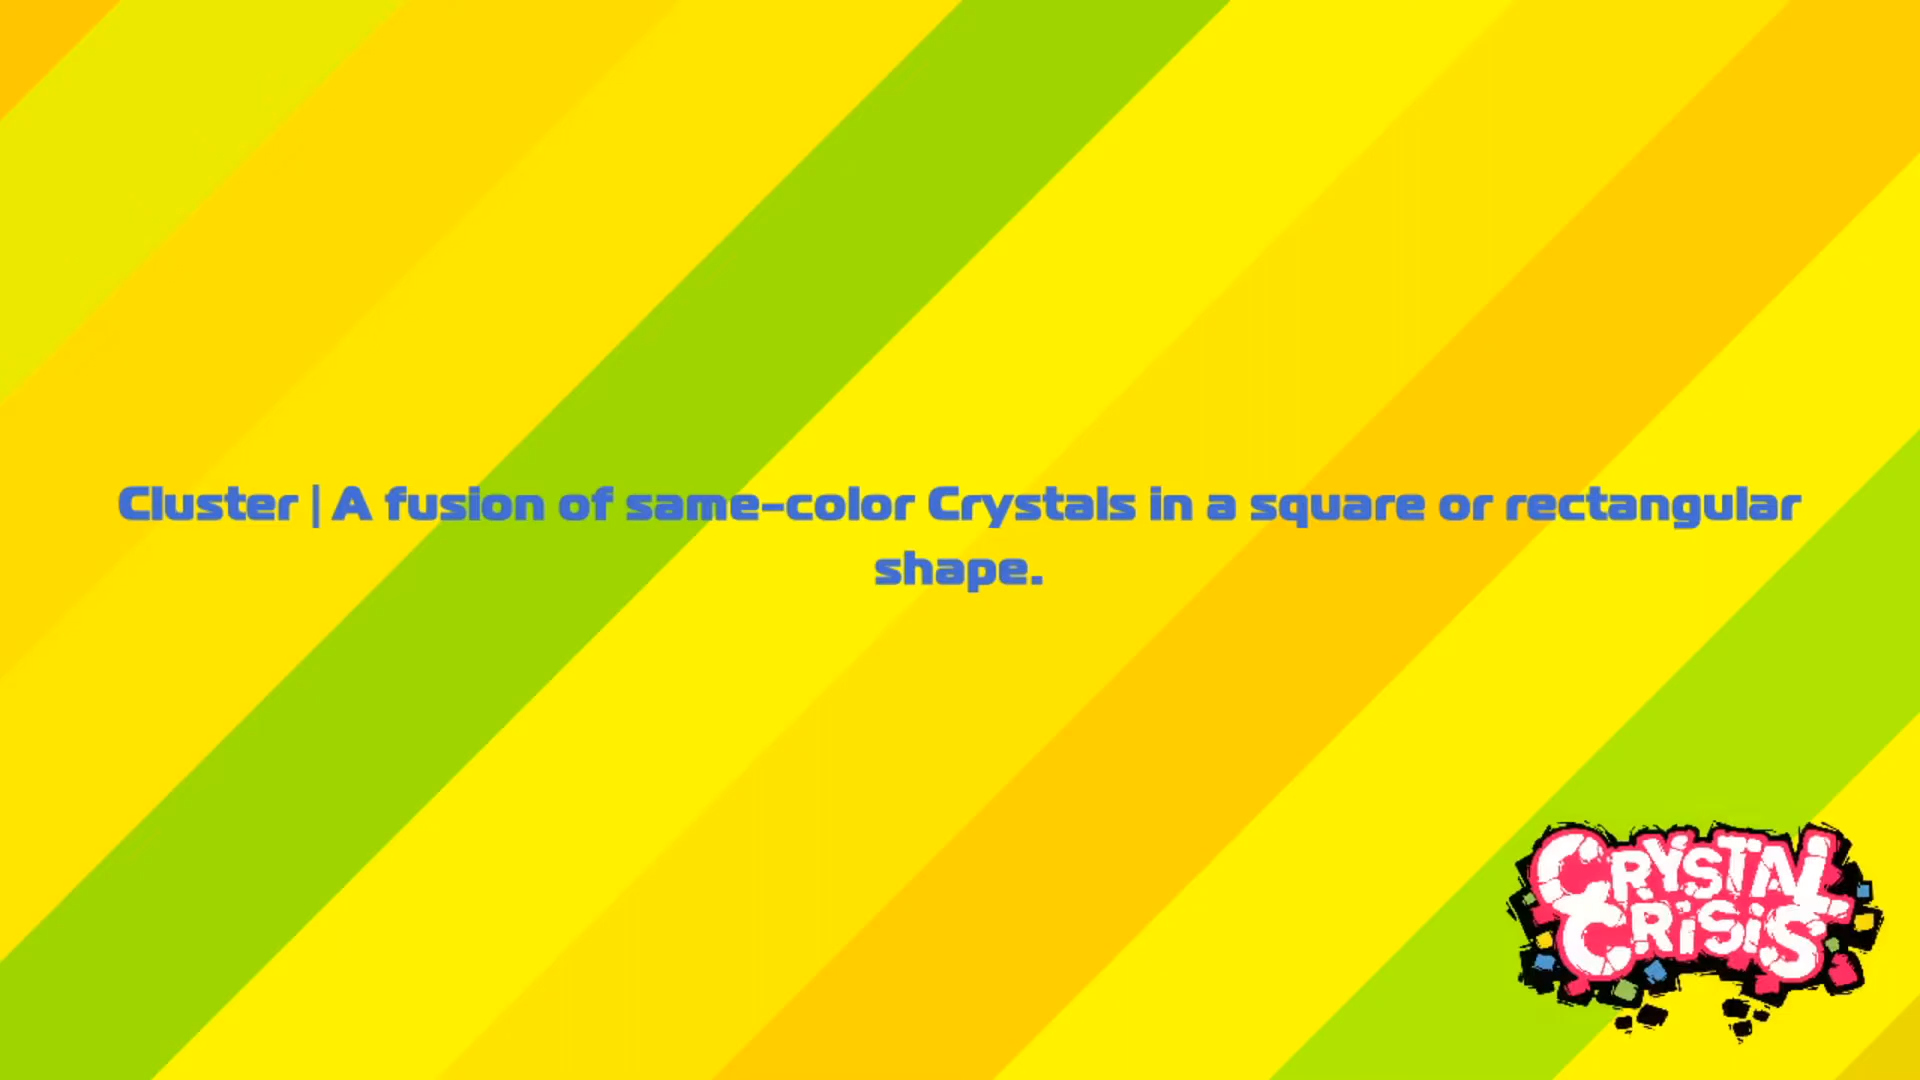 Cluster | A fusion of same-color Crystals in a square or rectangular
shape.
CRYSTAL
CRISIS